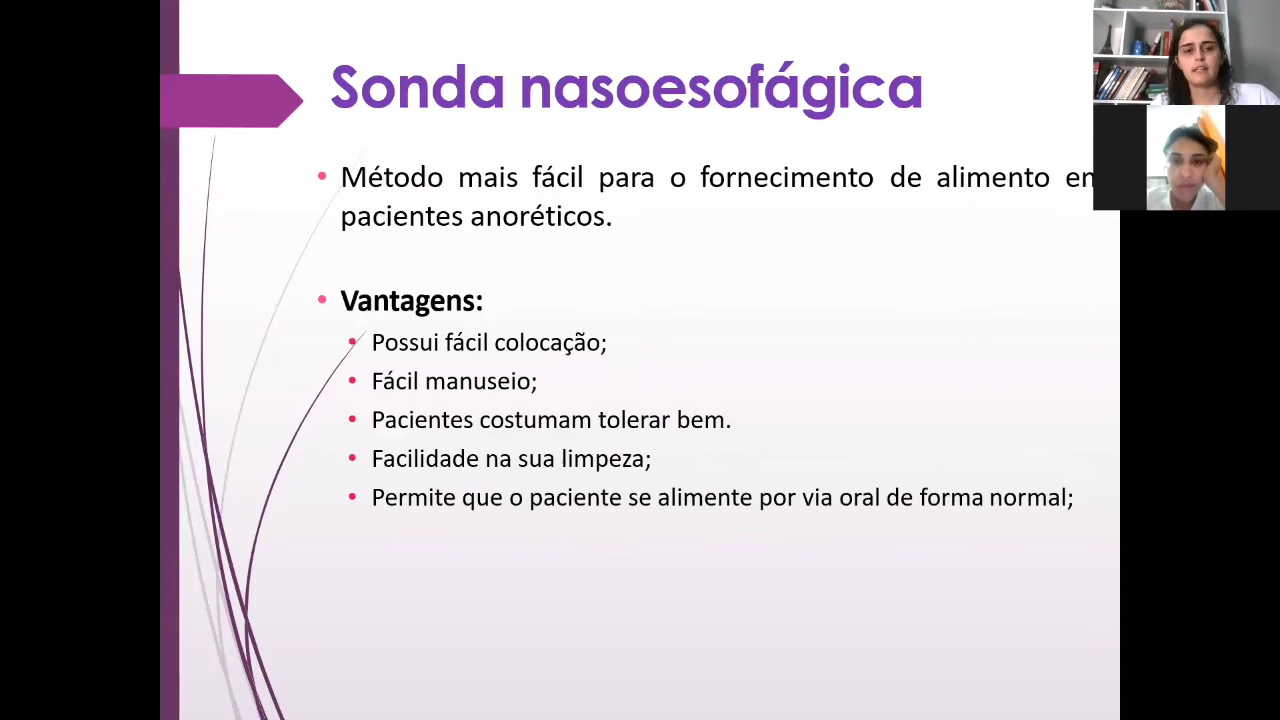 Sonda nasoesofágica
• Método mais fácil para o fornecimento de alimento em
pacientes anoréticos.
• Vantagens:
• Possui fácil colocação;
• Fácil manuseio;
• Pacientes costumam tolerar bem.
• Facilidade na sua limpeza;
• Permite que o paciente se alimente por via oral de forma normal;